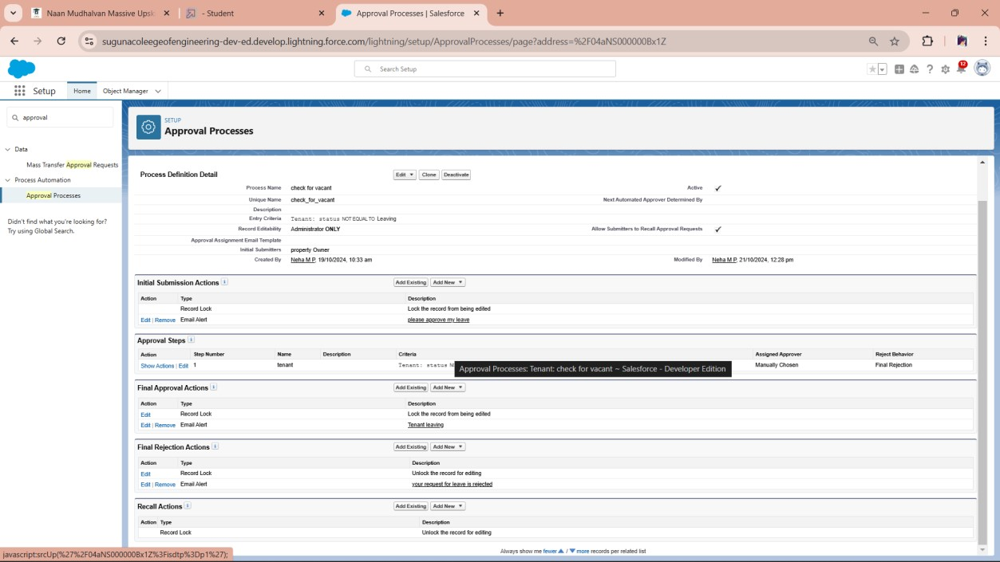 Naan Mudhalvan Massive Upsk
- Student
Approval Processes | Salesforce
sugunacoleegeofengineering-dev-ed.develop.lightning.force.com/lightning/setup/ApprovalProcesses/page?address=%2F04aNS000000Bx1Z
Search Setup
12
Setup Home Object Manager
approval
Data
Mass Transfer Approval Requests
Process Automation
Approval Processes
Didn't find what you're looking for?
Try using Global Search.
SETUP
Approval Processes
Process Definition Detail Edit Clone Deactivate
Process Name check for vacant Active
Unique Name check_for_vacant Next Automated Approver Determined By
Description
Entry Criteria Tenant: status NOT EQUAL TO Leaving
Record Editability Administrator ONLY Allow Submitters to Recall Approval Requests
Approval Assignment Email Template
Initial Submitters property Owner
Created By Neha M P, 19/10/2024, 10:33 am Modified By Neha M P, 21/10/2024, 12:28 pm
Initial Submission Actions Add Existing Add New
Action Type Description
Record Lock Lock the record from being edited
Edit | Remove Email Alert please approve my leave
Approval Steps
Action Step Number Name Description Criteria Assigned Approver Reject Behavior
Show Actions | Edit 1 tenant Tenant: status Manually Chosen Final Rejection
Approval Processes: Tenant: check for vacant ~ Salesforce - Developer Edition
Final Approval Actions Add Existing Add New
Action Type Description
Edit Record Lock Lock the record from being edited
Edit | Remove Email Alert Tenant leaving
Final Rejection Actions Add Existing Add New
Action Type Description
Edit Record Lock Unlock the record for editing
Edit | Remove Email Alert your request for leave is rejected
Recall Actions Add Existing Add New
Action Type Description
Record Lock Unlock the record for editing
Always show me fewer / more records per related list
javascript:srcUp(%27%2F04aNS000000Bx1Z%3Fisdtp%3Dp1%27);